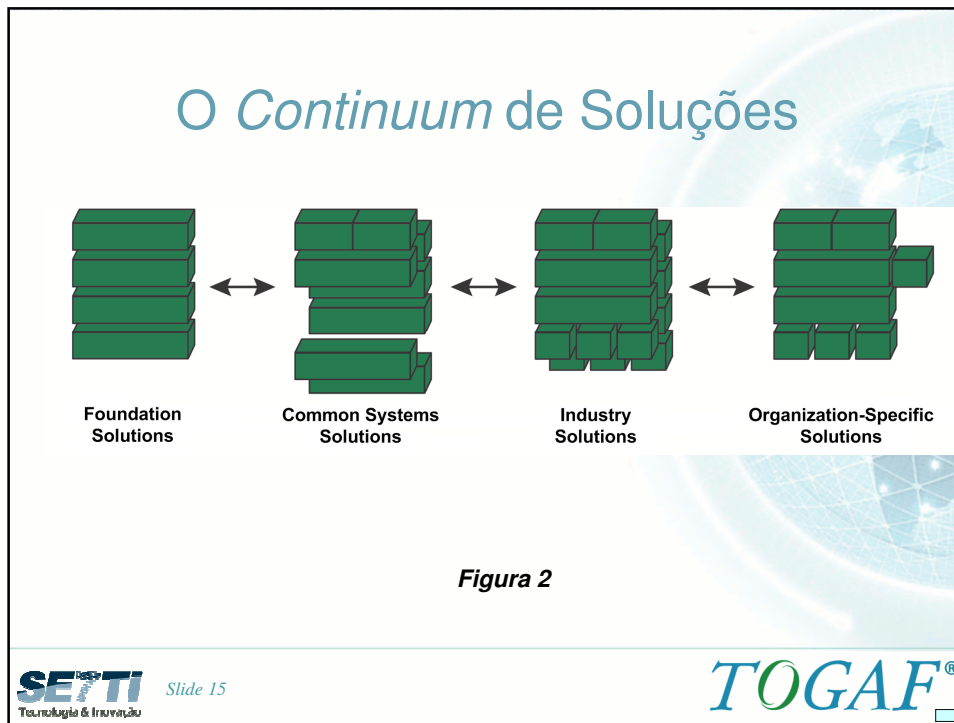 O Continuum de Soluções
Foundation
Solutions
Common Systems
Solutions
Industry
Solutions
Organization-Specific
Solutions
Figura 2
Tecnologia & Inovação
Slide 15
TOGAF®